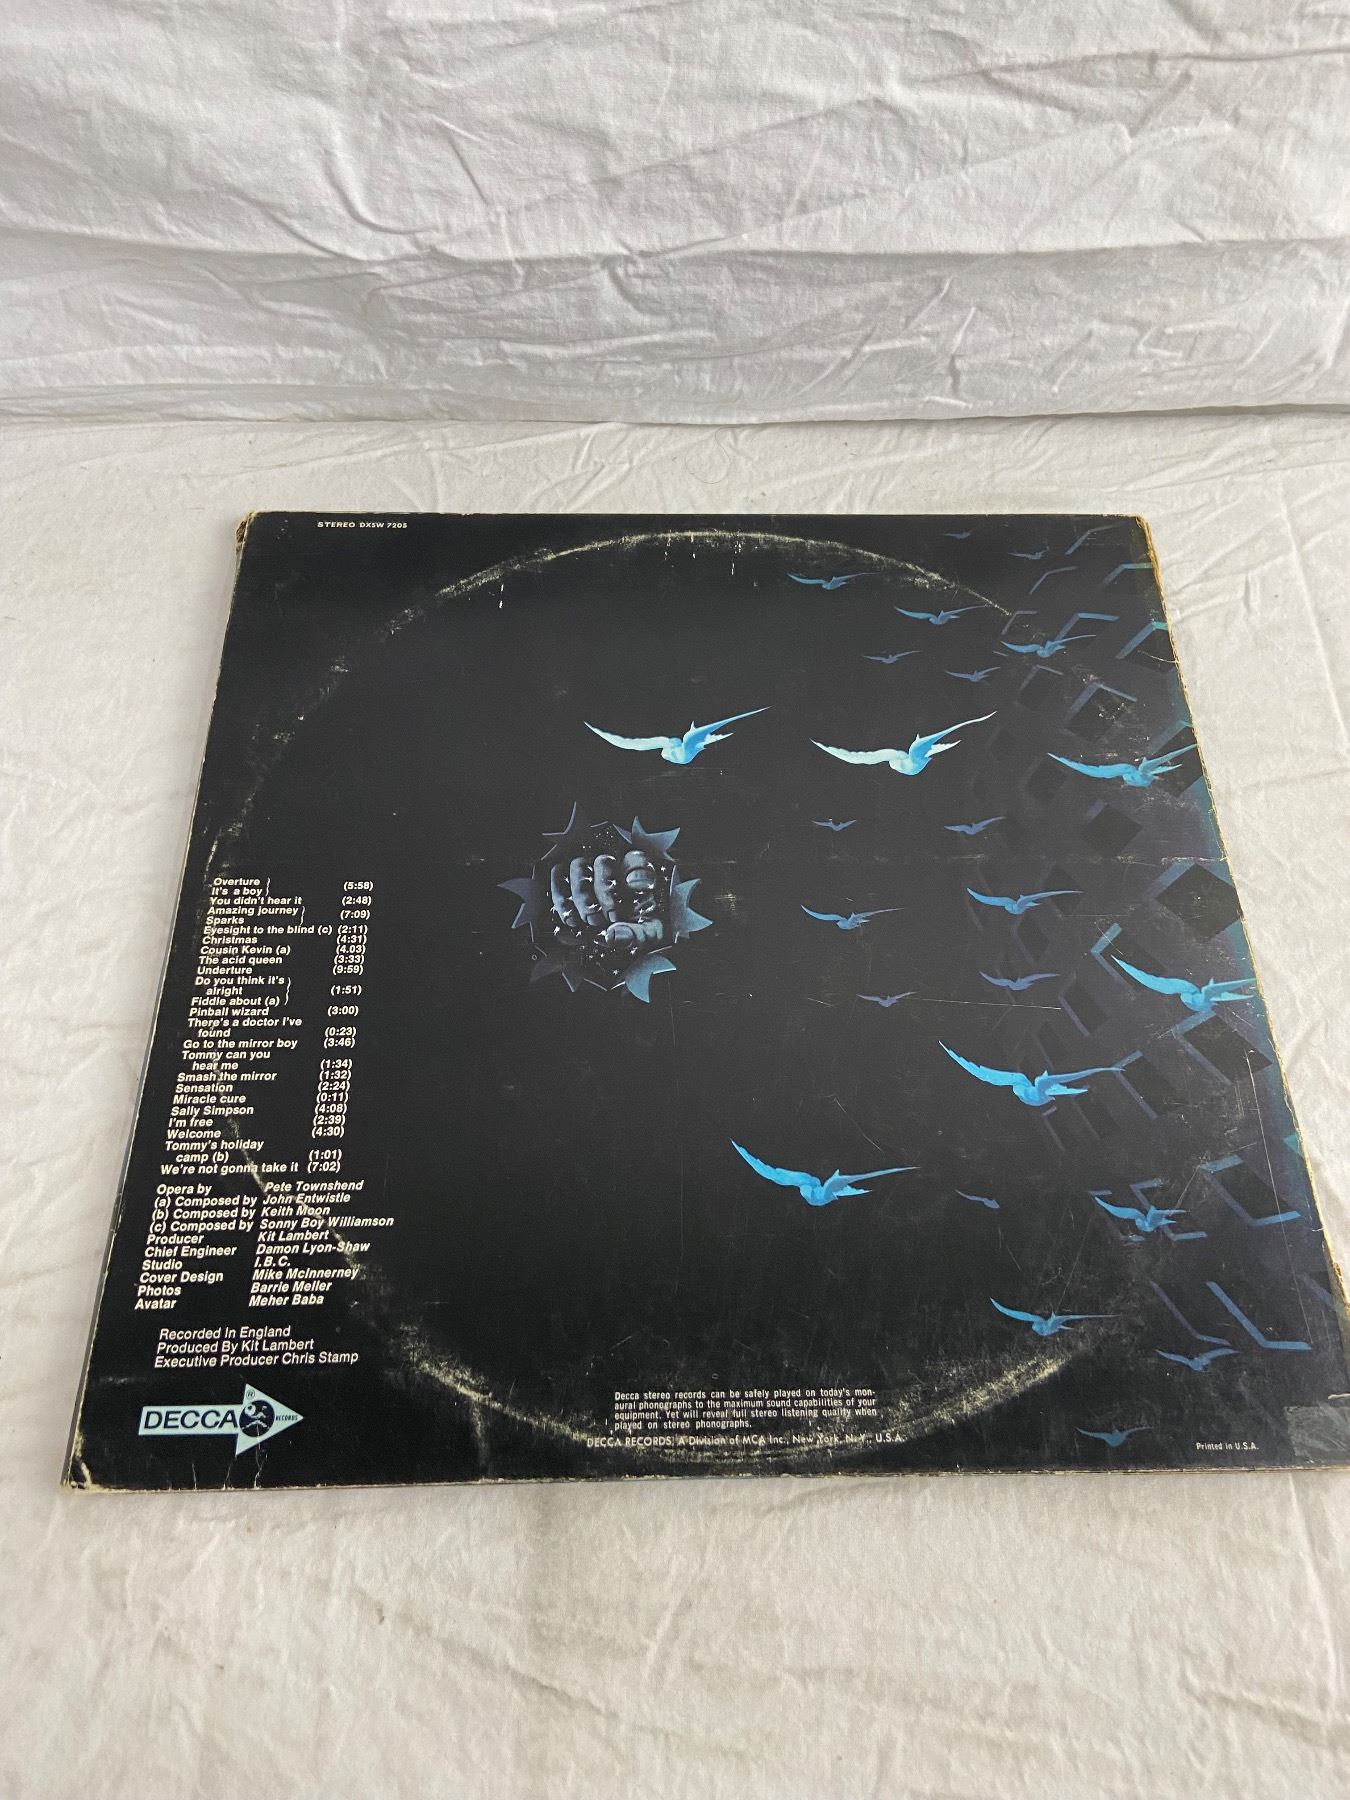 STEREO DXSW 7205
Overture }
It's a boy } (5:58)
You didn't hear it (2:48)
Amazing journey }
Sparks } (7:09)
Eyesight to the blind (c) (2:11)
Christmas (4:31)
Cousin Kevin (a) (4.03)
The acid queen (3:33)
Underture (9:59)
Do you think it's }
alright } (1:51)
Fiddle about (a) }
Pinball wizard (3:00)
There's a doctor I've
found (0:23)
Go to the mirror boy (3:46)
Tommy can you
hear me (1:34)
Smash the mirror (1:32)
Sensation (2:24)
Miracle cure (0:11)
Sally Simpson (4:08)
I'm free (2:39)
Welcome (4:30)
Tommy's holiday
camp (b) (1:01)
We're not gonna take it (7:02)
Opera by Pete Townshend
(a) Composed by John Entwistle
(b) Composed by Keith Moon
(c) Composed by Sonny Boy Williamson
Producer Kit Lambert
Chief Engineer Damon Lyon-Shaw
Studio I.B.C.
Cover Design Mike McInnerney
Photos Barrie Meller
Avatar Meher Baba
Recorded In England
Produced By Kit Lambert
Executive Producer Chris Stamp
DECCA RECORDS ®
Decca stereo records can be safely played on today's mon-
aural phonographs to the maximum sound capabilities of your
equipment. Yet will reveal full stereo listening quality when
played on stereo phonographs.
DECCA RECORDS, A Division of MCA Inc., New York, N. Y., U.S.A.
Printed in U.S.A.